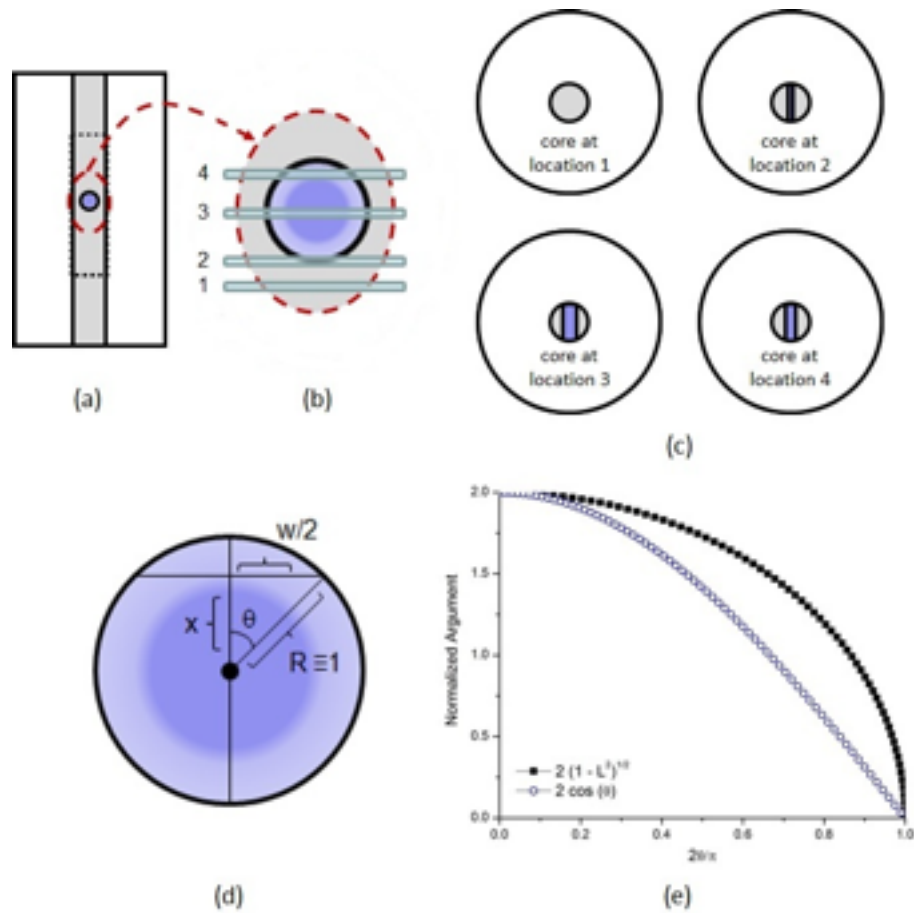 4
3
2
1
(a)
(b)
core at
location 1
core at
location 2
core at
location 3
core at
location 4
(c)
w/2
x
θ
R ≡1
(d)
2.0
1.5
1.0
0.5
0.0
Normalized Argument
2 (1 - L²)¹/²
2 cos (θ)
0.0 0.2 0.4 0.6 0.8 1.0
2θ/π
(e)